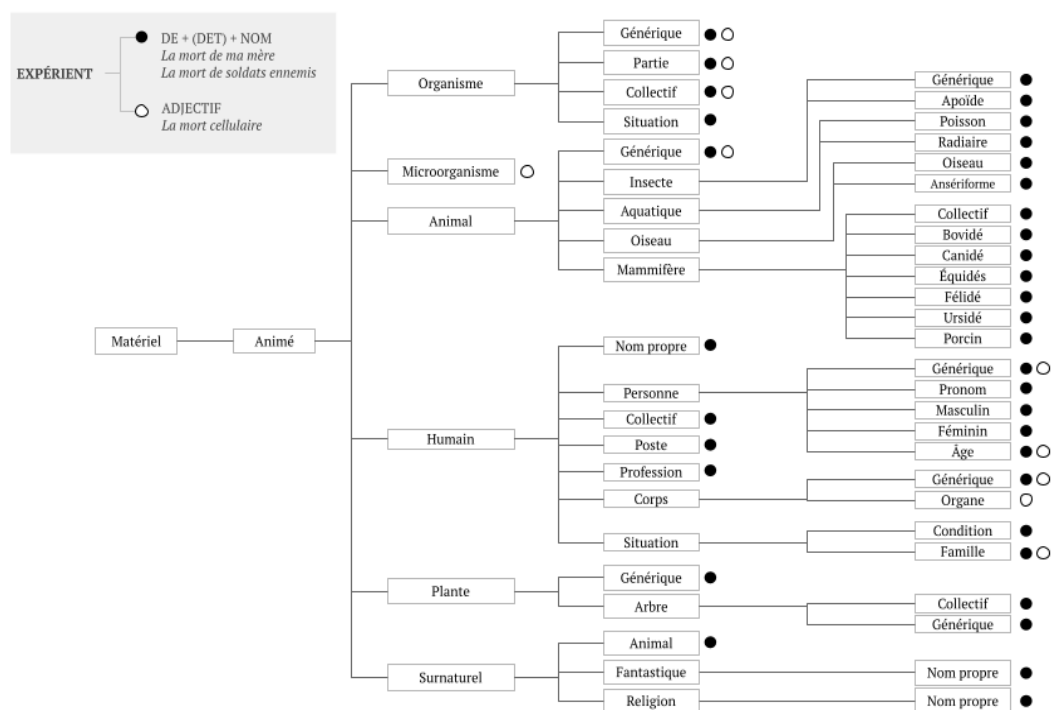 EXPÉRIENT
DE + (DET) + NOM
La mort de ma mère
La mort de soldats ennemis
ADJECTIF
La mort cellulaire
Matériel
Animé
Organisme
Générique
Partie
Collectif
Situation
Microorganisme
Animal
Générique
Insecte
Générique
Apoïde
Aquatique
Poisson
Radiaire
Oiseau
Oiseau
Ansériforme
Mammifère
Collectif
Bovidé
Canidé
Équidés
Félidé
Ursidé
Porcin
Humain
Nom propre
Personne
Générique
Pronom
Masculin
Féminin
Âge
Collectif
Poste
Profession
Corps
Générique
Organe
Situation
Condition
Famille
Plante
Générique
Arbre
Collectif
Générique
Surnaturel
Animal
Fantastique
Nom propre
Religion
Nom propre